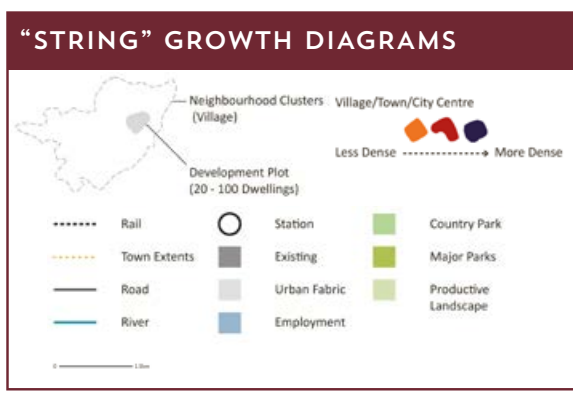 “STRING” GROWTH DIAGRAMS
Neighbourhood Clusters
(Village)
Village/Town/City Centre
Less Dense
More Dense
Development Plot
(20 - 100 Dwellings)
Rail
Station
Country Park
Town Extents
Existing
Major Parks
Road
Urban Fabric
Productive
Landscape
River
Employment
0